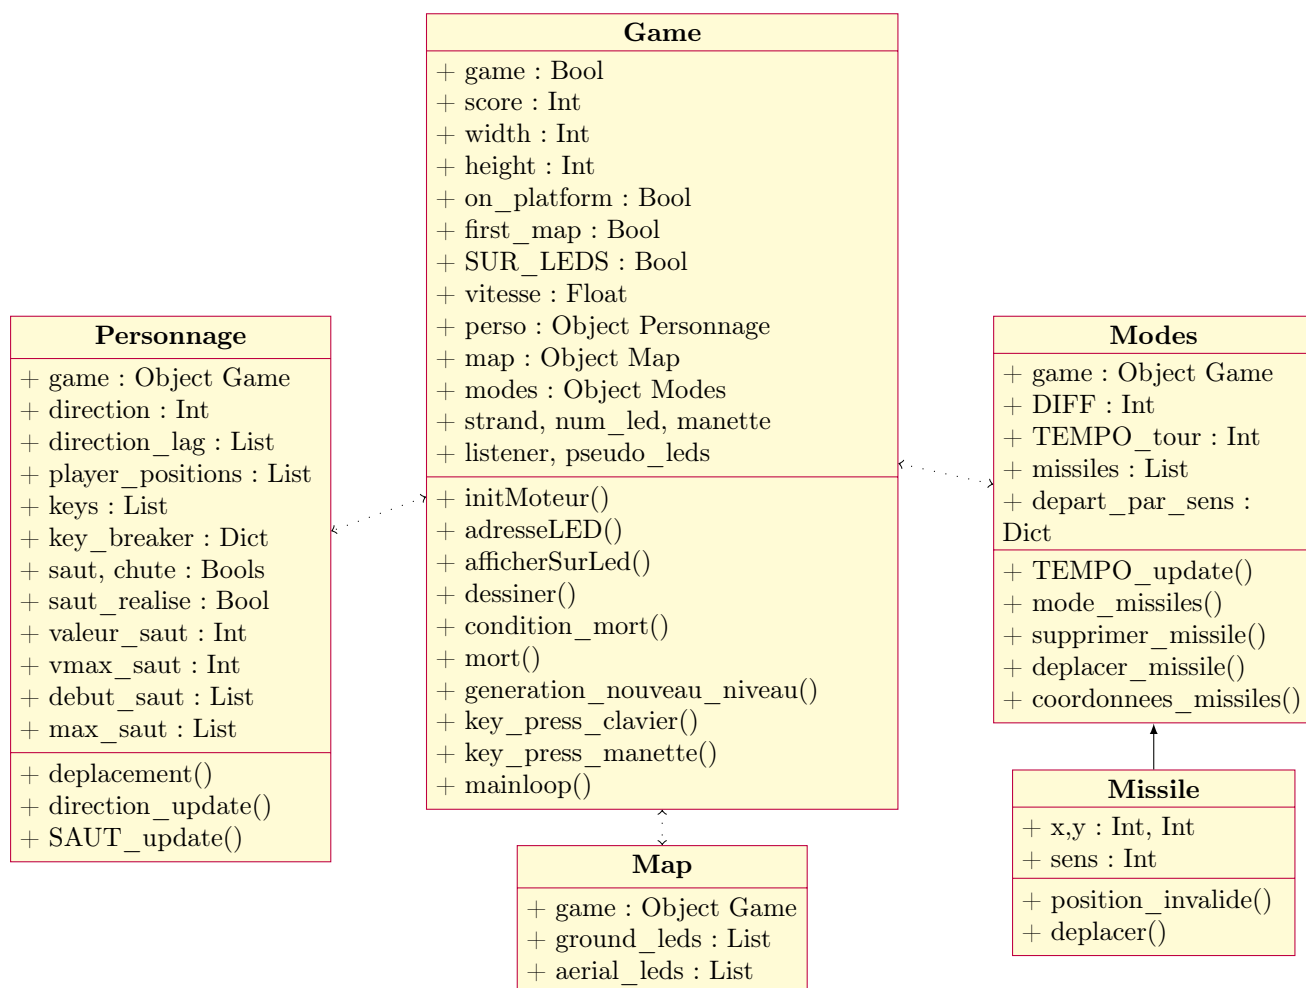 Game
+ game : Bool
+ score : Int
+ width : Int
+ height : Int
+ on_platform : Bool
+ first_map : Bool
+ SUR_LEDS : Bool
+ vitesse : Float
+ perso : Object Personnage
+ map : Object Map
+ modes : Object Modes
+ strand, num_led, manette
+ listener, pseudo_leds
+ initMoteur()
+ adresseLED()
+ afficherSurLed()
+ dessiner()
+ condition_mort()
+ mort()
+ generation_nouveau_niveau()
+ key_press_clavier()
+ key_press_manette()
+ mainloop()
Personnage
+ game : Object Game
+ direction : Int
+ direction_lag : List
+ player_positions : List
+ keys : List
+ key_breaker : Dict
+ saut, chute : Bools
+ saut_realise : Bool
+ valeur_saut : Int
+ vmax_saut : Int
+ debut_saut : List
+ max_saut : List
+ deplacement()
+ direction_update()
+ SAUT_update()
Modes
+ game : Object Game
+ DIFF : Int
+ TEMPO_tour : Int
+ missiles : List
+ depart_par_sens :
Dict
+ TEMPO_update()
+ mode_missiles()
+ supprimer_missile()
+ deplacer_missile()
+ coordonnees_missiles()
Missile
+ x,y : Int, Int
+ sens : Int
+ position_invalide()
+ deplacer()
Map
+ game : Object Game
+ ground_leds : List
+ aerial_leds : List